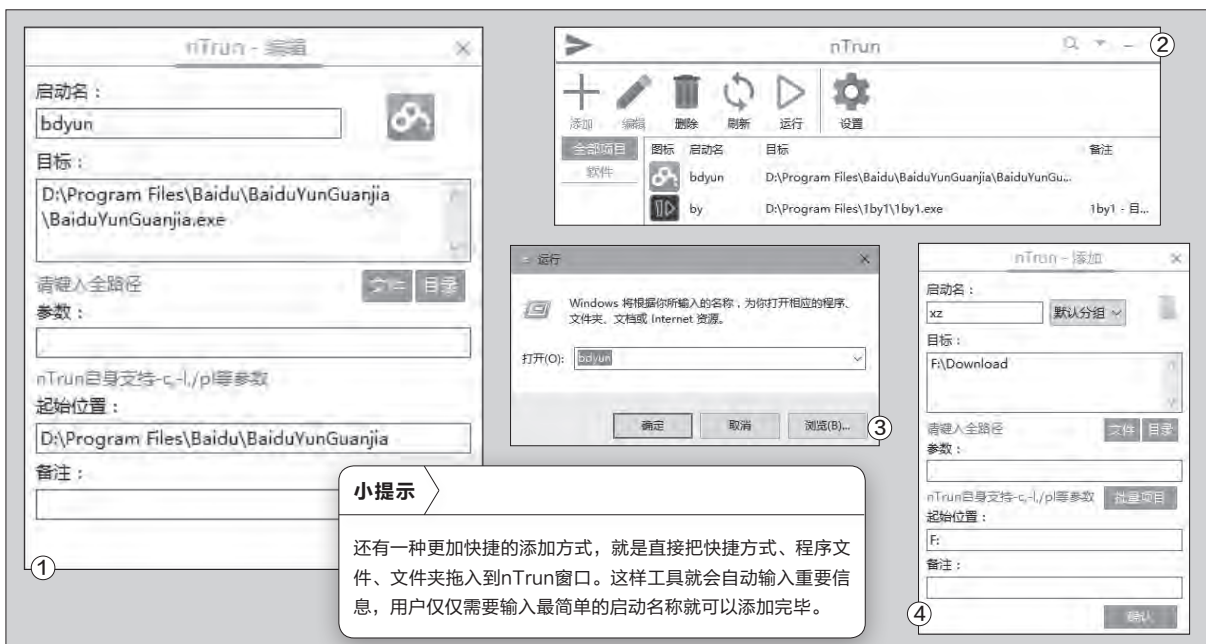 nTrun - 编辑
启动名：
bdyun
目标：
D:\Program Files\Baidu\BaiduYunGuanjia
\BaiduYunGuanjia.exe
请键入全路径
文件 目录
参数：
nTrun自身支持-c,-l,/pl等参数
起始位置：
D:\Program Files\Baidu\BaiduYunGuanjia
备注：
①
nTrun
②
添加 编辑 删除 刷新 运行 设置
全部项目 图标 启动名 目标 备注
软件
bdyun D:\Program Files\Baidu\BaiduYunGuanjia\BaiduYunGu...
by D:\Program Files\1by1\1by1.exe 1by1 - 目...
运行
Windows 将根据你所输入的名称，为你打开相应的程序、
文件夹、文档或 Internet 资源。
打开(O): bdyun
确定 取消 浏览(B)...
③
nTrun - 添加
启动名：
xz 默认分组
目标：
F:\Download
请键入全路径 文件 目录
参数：
nTrun自身支持-c,-l,/pl等参数 批量项目
起始位置：
F:
备注：
④ 确认
小提示
还有一种更加快捷的添加方式，就是直接把快捷方式、程序文
件、文件夹拖入到nTrun窗口。这样工具就会自动输入重要信
息，用户仅仅需要输入最简单的启动名称就可以添加完毕。